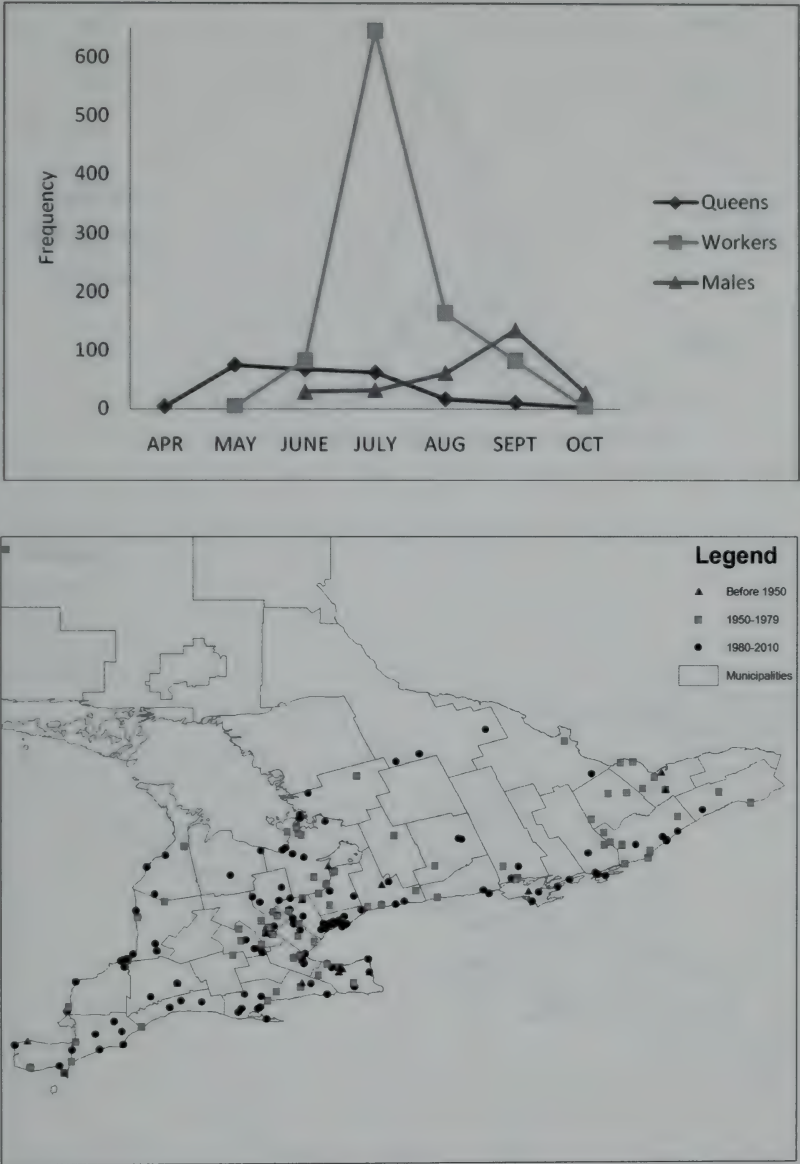 600
500
400
300
200
100
0
Frequency
APR MAY JUNE JULY AUG SEPT OCT
Queens
Workers
Males
Legend
Before 1950
1950-1979
1980-2010
Municipalities